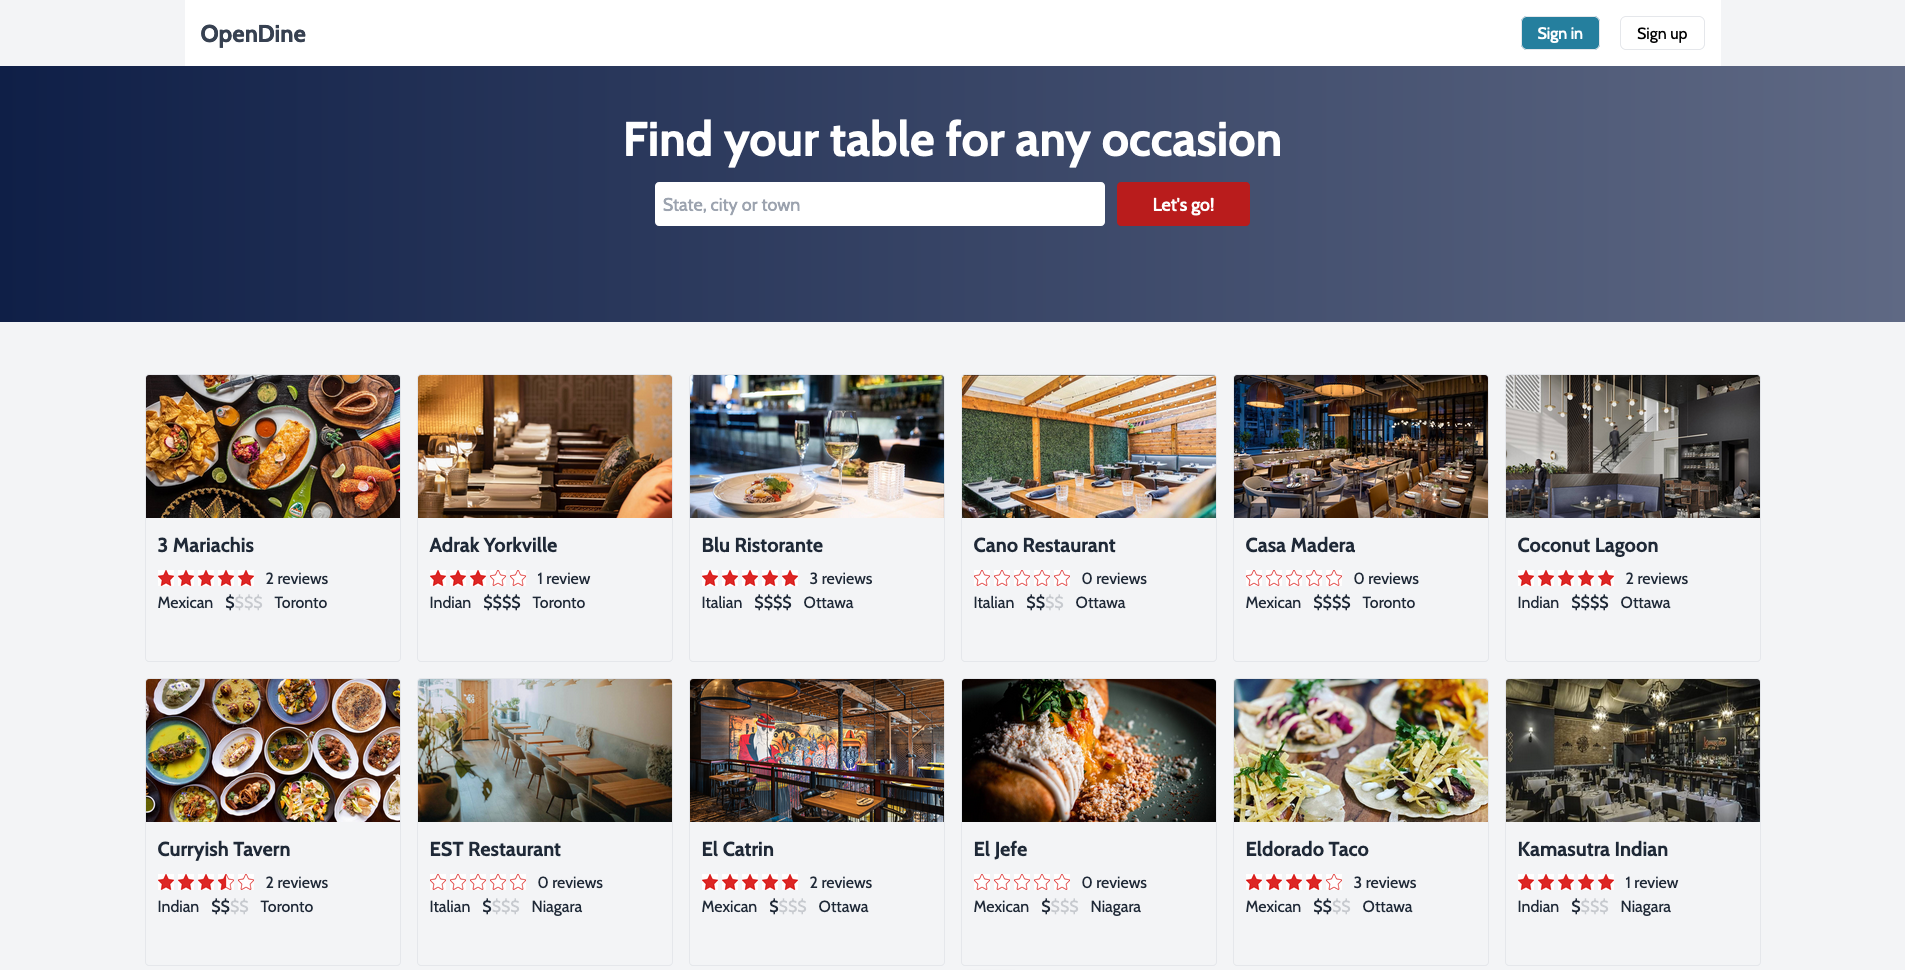 OpenDine
Sign in
Sign up
Find your table for any occasion
State, city or town
Let's go!
3 Mariachis
2 reviews
Mexican $$$$ Toronto
Adrak Yorkville
1 review
Indian $$$$ Toronto
Blu Ristorante
3 reviews
Italian $$$$ Ottawa
Cano Restaurant
0 reviews
Italian $$$$ Ottawa
Casa Madera
0 reviews
Mexican $$$$ Toronto
Coconut Lagoon
2 reviews
Indian $$$$ Ottawa
Curryish Tavern
2 reviews
Indian $$$$ Toronto
EST Restaurant
0 reviews
Italian $$$$ Niagara
El Catrin
2 reviews
Mexican $$$$ Ottawa
El Jefe
0 reviews
Mexican $$$$ Niagara
Eldorado Taco
3 reviews
Mexican $$$$ Ottawa
Kamasutra Indian
1 review
Indian $$$$ Niagara